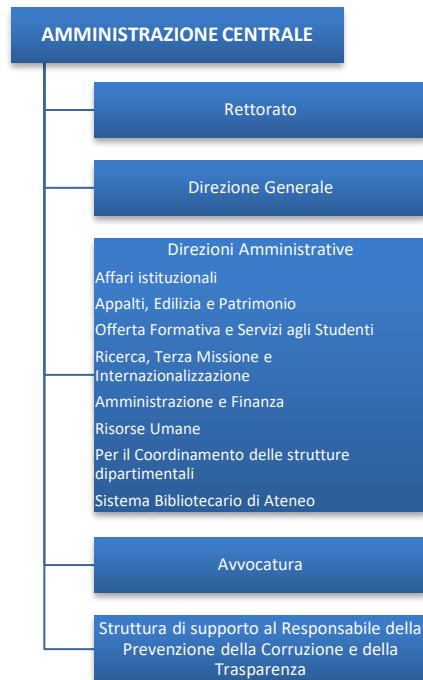 AMMINISTRAZIONE CENTRALE
Rettorato
Direzione Generale
Direzioni Amministrative
Affari istituzionali
Appalti, Edilizia e Patrimonio
Offerta Formativa e Servizi agli Studenti
Ricerca, Terza Missione e
Internazionalizzazione
Amministrazione e Finanza
Risorse Umane
Per il Coordinamento delle strutture
dipartimentali
Sistema Bibliotecario di Ateneo
Avvocatura
Struttura di supporto al Responsabile della
Prevenzione della Corruzione e della
Trasparenza